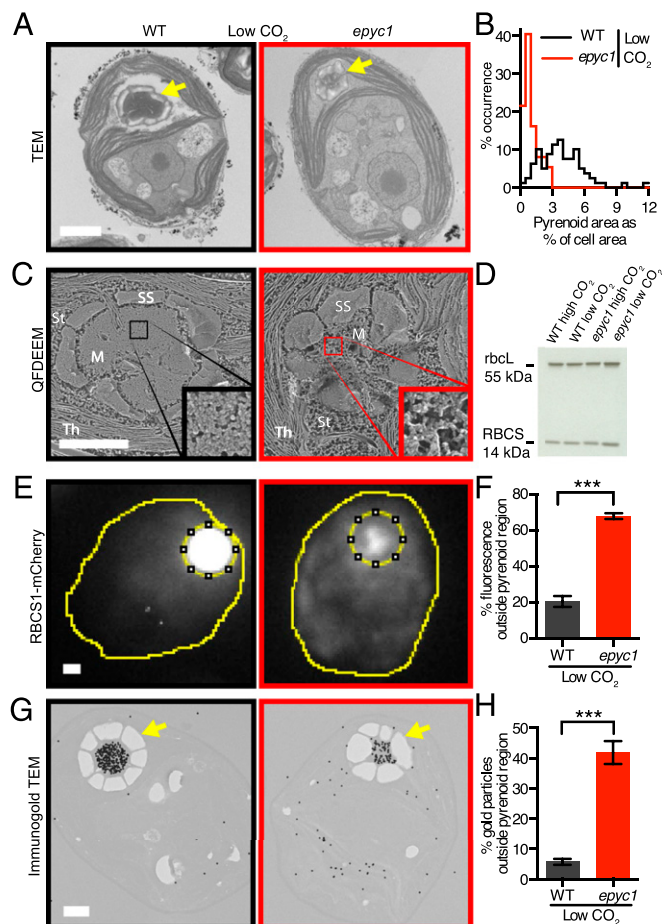 A
WT
Low CO2
epyc1
TEM
B
WT
epyc1
Low
CO2
% occurrence
40
30
20
10
0
0
3
6
9
12
Pyrenoid area as
% of cell area
C
QFDEEM
SS
St
M
Th
SS
M
St
Th
D
WT high CO2
WT low CO2
epyc1 high CO2
epyc1 low CO2
rbcL
55 kDa
RBCS
14 kDa
E
RBCS1-mCherry
F
% fluorescence
outside pyrenoid region
80
60
40
20
0
***
WT
epyc1
Low CO2
G
Immunogold TEM
H
% gold particles
outside pyrenoid region
50
40
30
20
10
0
***
WT
epyc1
Low CO2